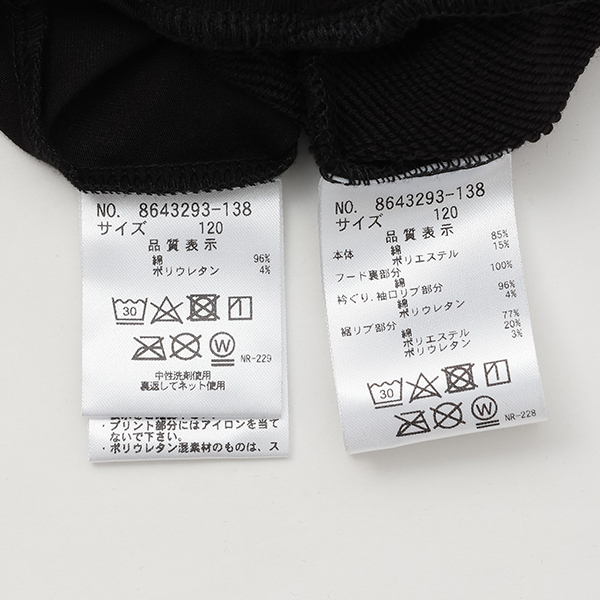 NO. 8643293-138
サイズ 120
品質表示
綿 96%
ポリウレタン 4%
30
W
NR-229
中性洗剤使用
裏返してネット使用
・プリント部分にはアイロンを当て
ないで下さい。
・ポリウレタン混素材のものは、ス
NO. 8643293-138
サイズ 120
品質表示
本体 綿 85%
ポリエステル 15%
フード裏部分
綿 100%
衿ぐり.袖口リブ部分
綿 96%
ポリウレタン 4%
裾リブ部分
綿 77%
ポリエステル 20%
ポリウレタン 3%
30
W
NR-228